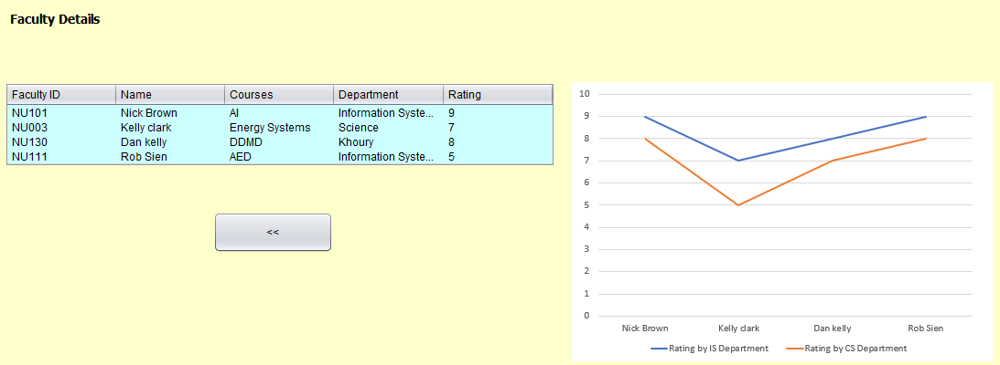 Faculty Details
Faculty ID Name Courses Department Rating
NU101 Nick Brown AI Information Syste... 9
NU003 Kelly clark Energy Systems Science 7
NU130 Dan kelly DDMD Khoury 8
NU111 Rob Sien AED Information Syste... 5
<<
10
9
8
7
6
5
4
3
2
1
0
Nick Brown Kelly clark Dan kelly Rob Sien
Rating by IS Department Rating by CS Department